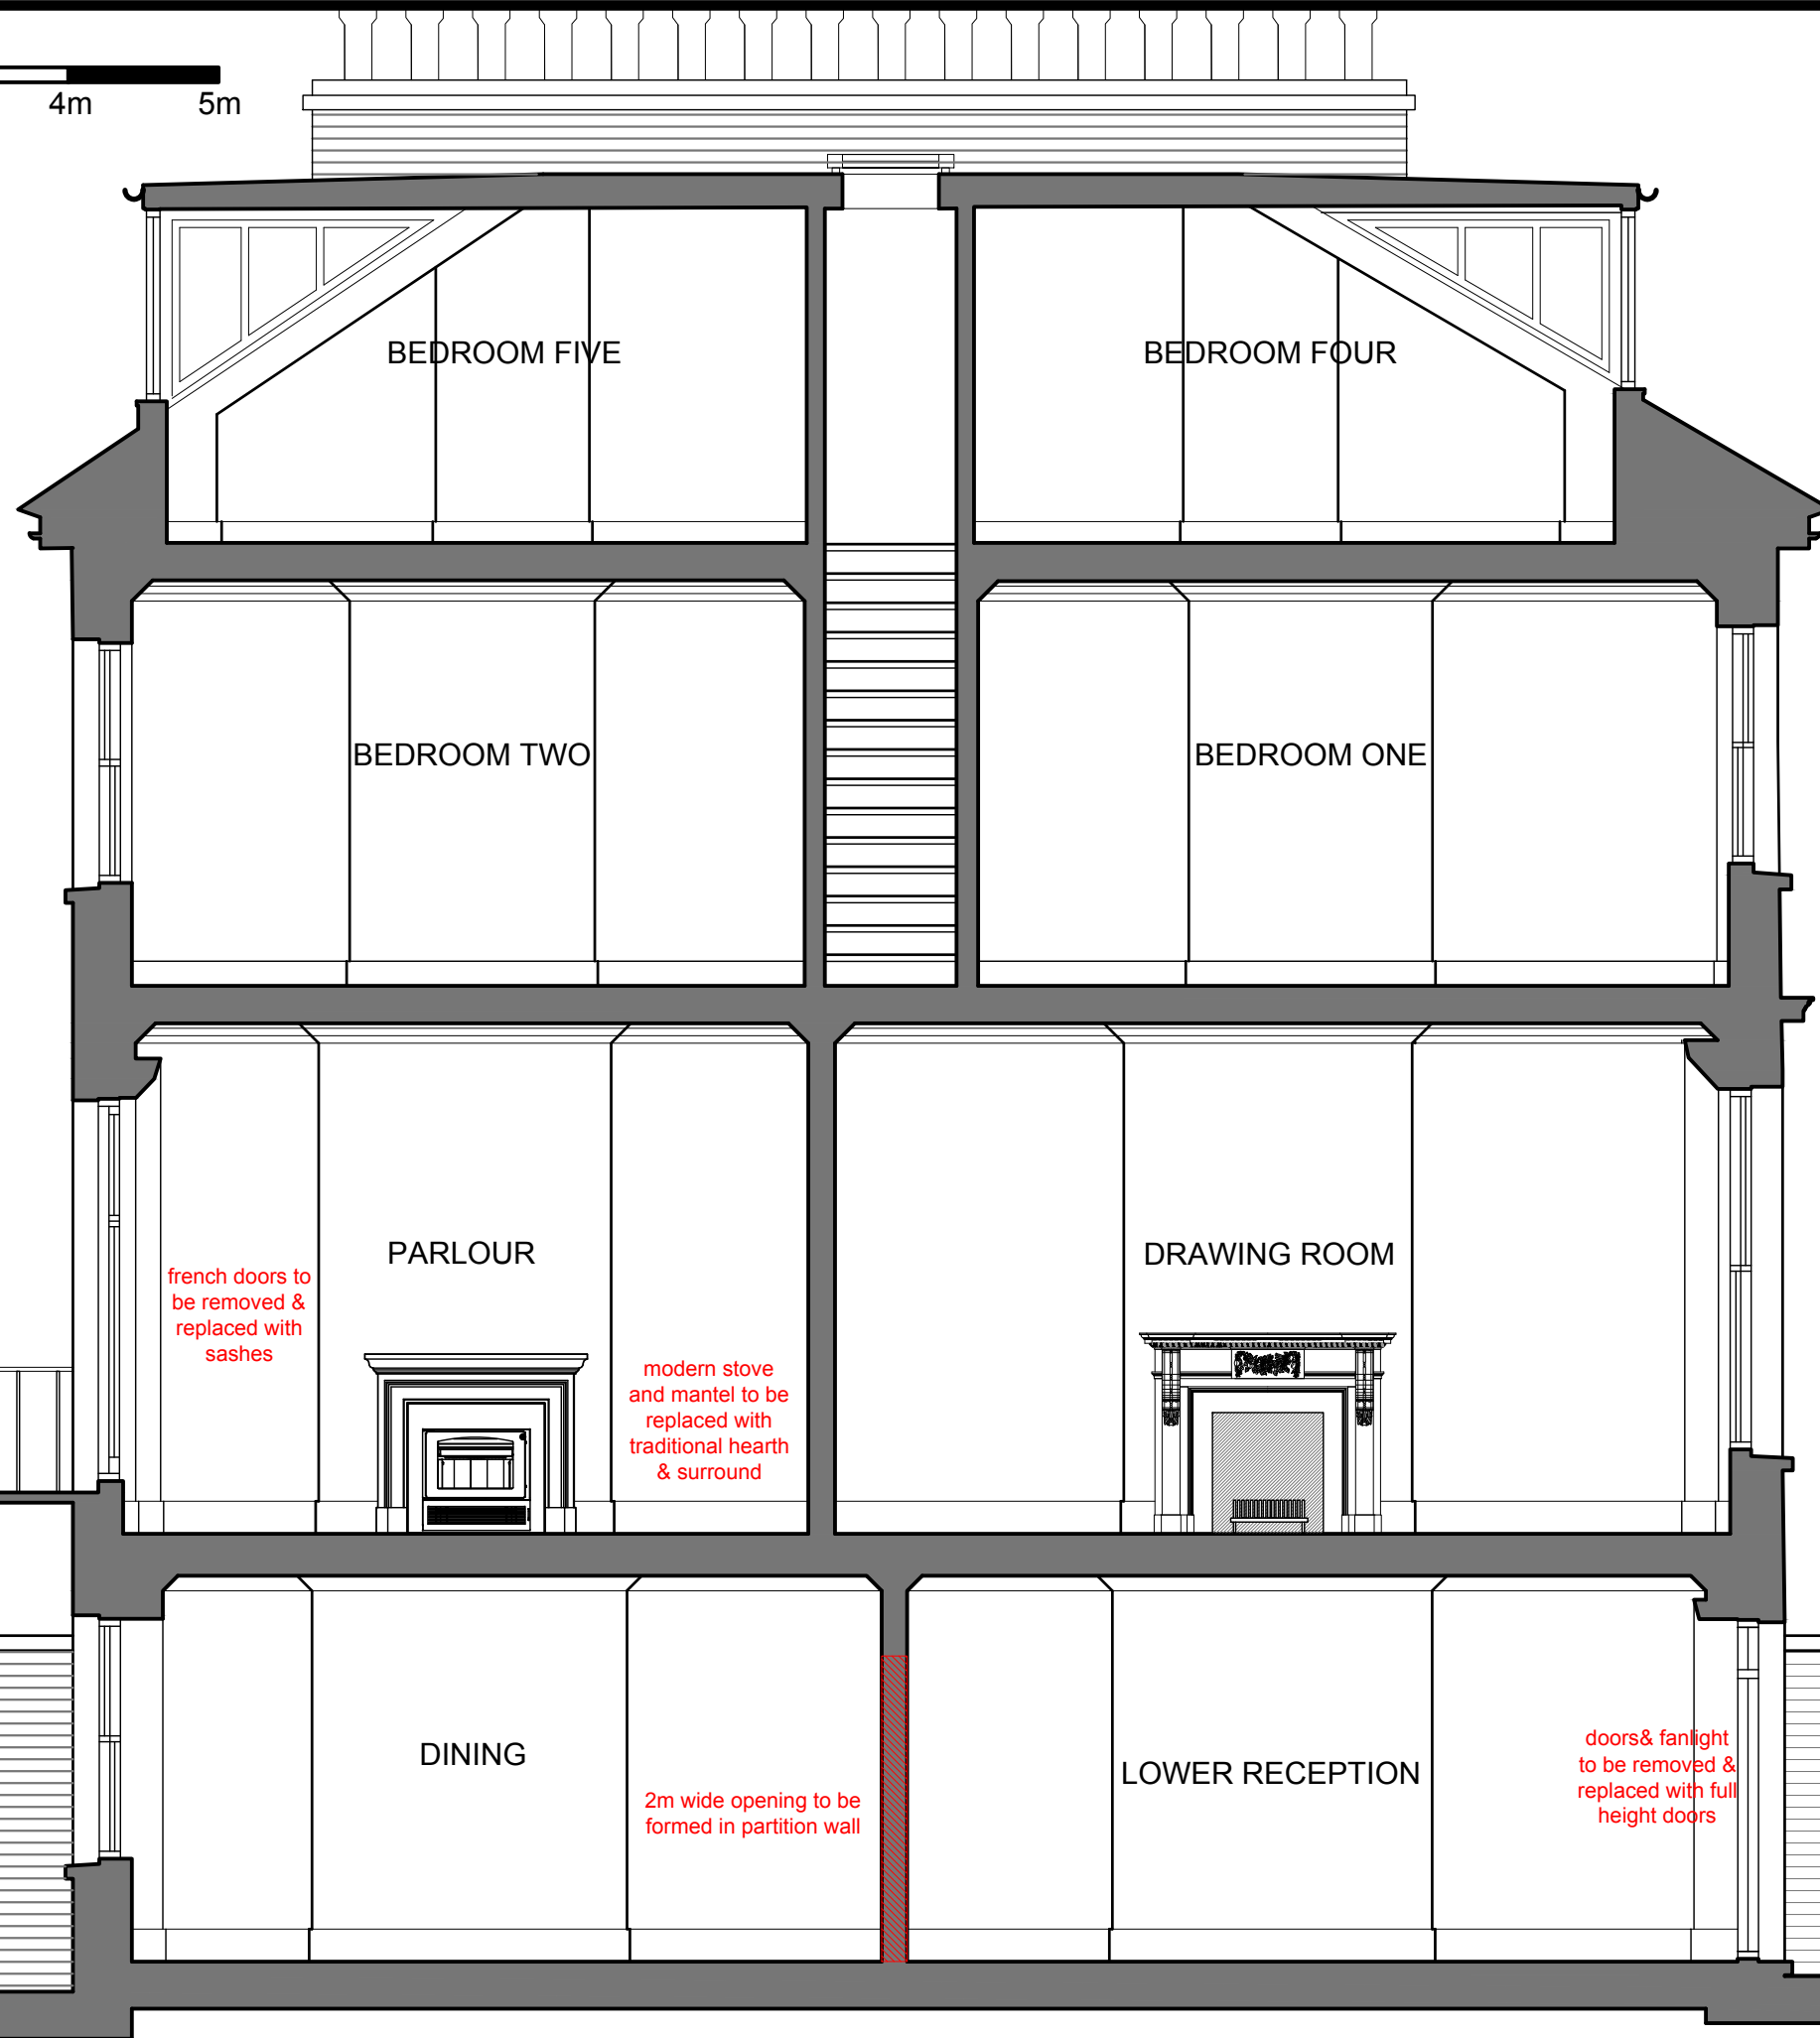 4m 5m
BEDROOM FIVE
BEDROOM FOUR
BEDROOM TWO
BEDROOM ONE
PARLOUR
DRAWING ROOM
french doors to
be removed &
replaced with
sashes
modern stove
and mantel to be
replaced with
traditional hearth
& surround
DINING
LOWER RECEPTION
2m wide opening to be
formed in partition wall
doors& fanlight
to be removed &
replaced with full
height doors